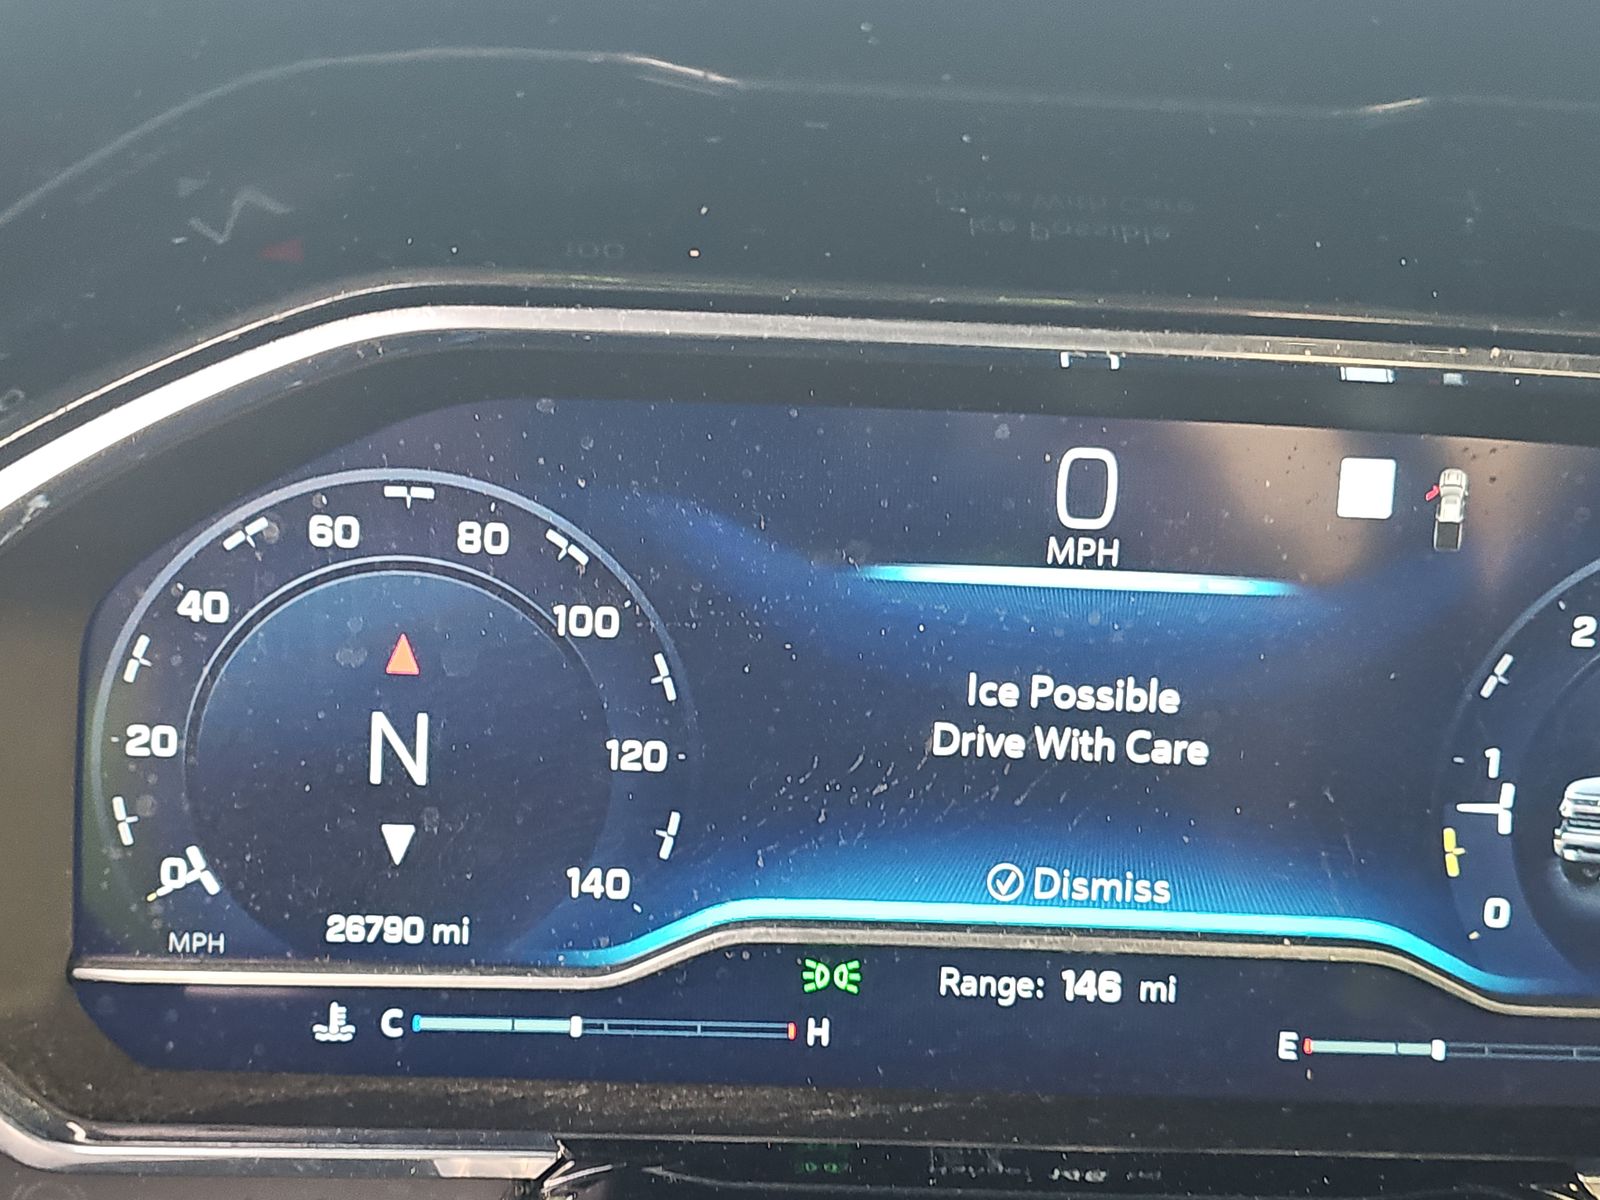 0
MPH
60
80
40
100
20
120
N
0
140
MPH
26790 mi
Ice Possible
Drive With Care
Dismiss
2
1
0
Range: 146 mi
C
H
E